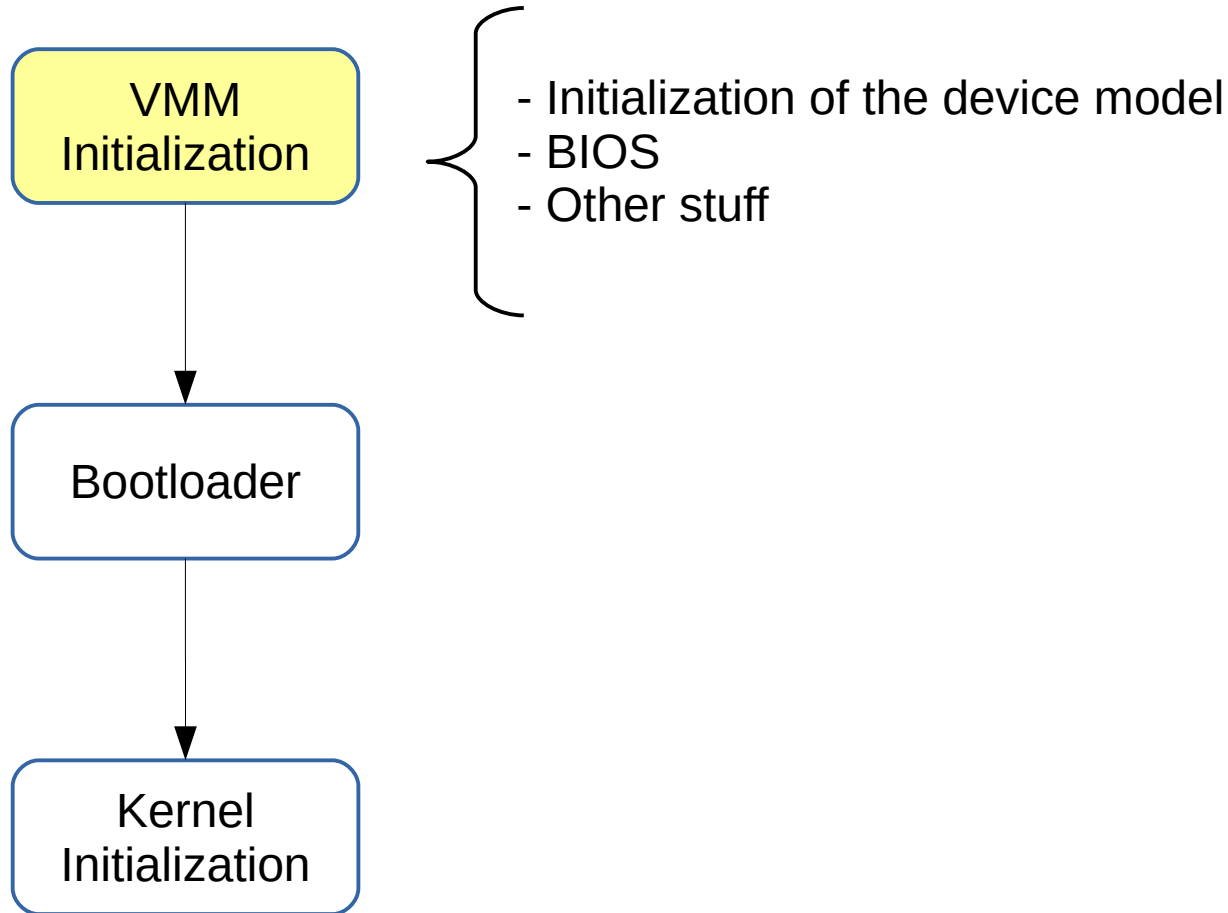 VMM
Initialization
- Initialization of the device model
- BIOS
- Other stuff
Bootloader
Kernel
Initialization